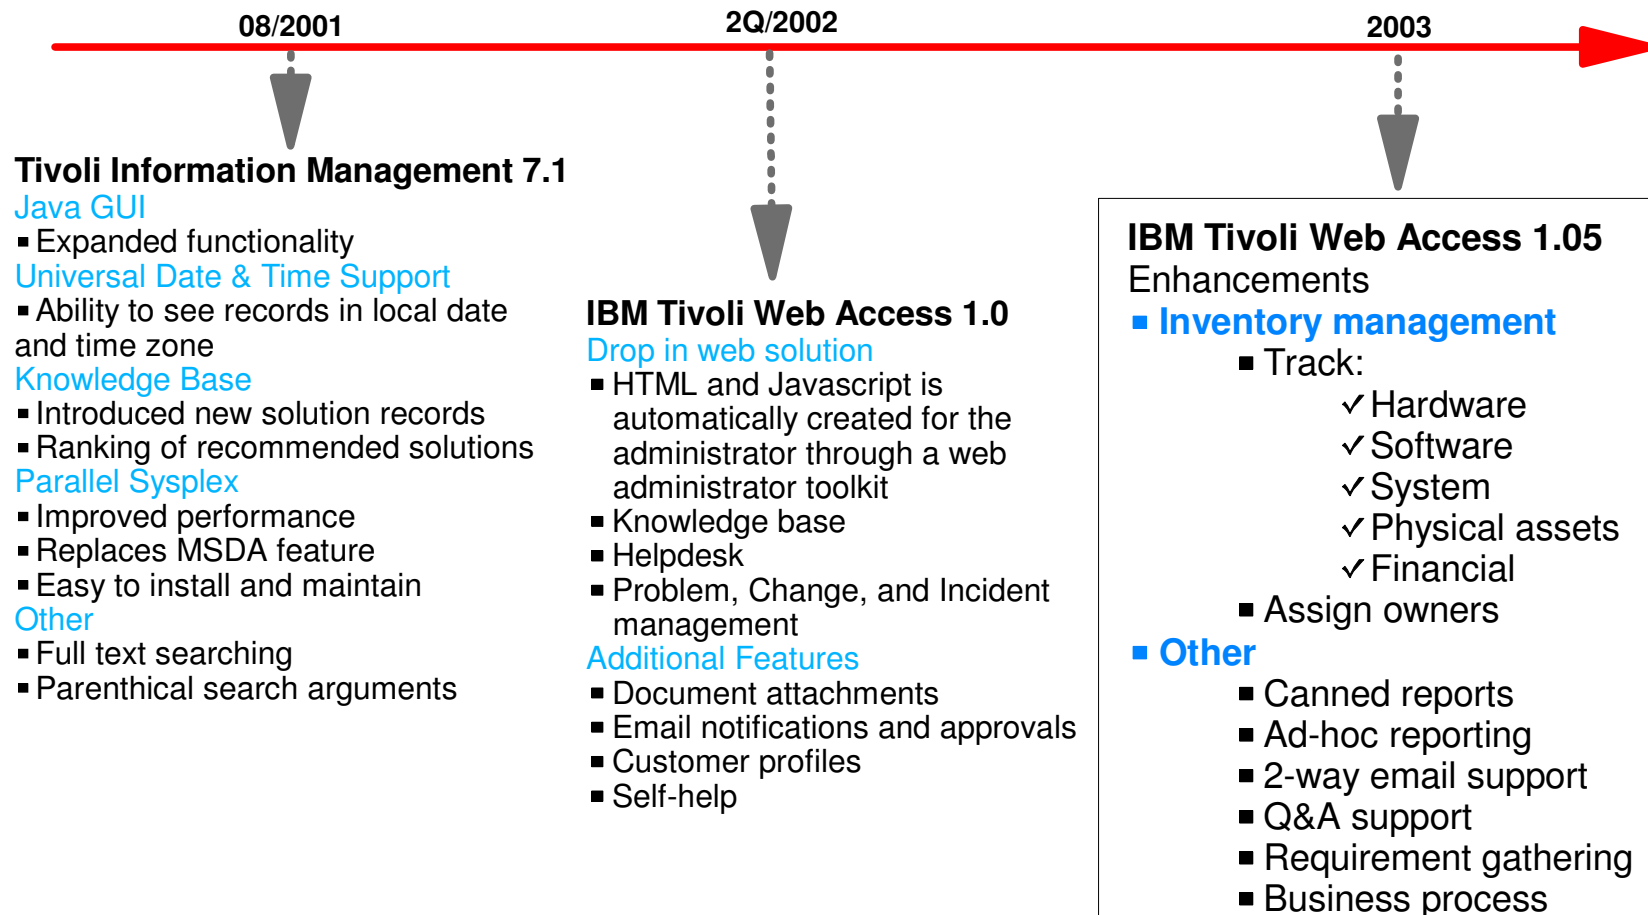 08/2001
2Q/2002
2003
Tivoli Information Management 7.1
Java GUI
Expanded functionality
Universal Date & Time Support
Ability to see records in local date
and time zone
Knowledge Base
Introduced new solution records
Ranking of recommended solutions
Parallel Sysplex
Improved performance
Replaces MSDA feature
Easy to install and maintain
Other
Full text searching
Parenthical search arguments
IBM Tivoli Web Access 1.0
Drop in web solution
HTML and Javascript is
automatically created for the
administrator through a web
administrator toolkit
Knowledge base
Helpdesk
Problem, Change, and Incident
management
Additional Features
Document attachments
Email notifications and approvals
Customer profiles
Self-help
IBM Tivoli Web Access 1.05
Enhancements
Inventory management
Track:
✓ Hardware
✓ Software
✓ System
✓ Physical assets
✓ Financial
Assign owners
Other
Canned reports
Ad-hoc reporting
2-way email support
Q&A support
Requirement gathering
Business process